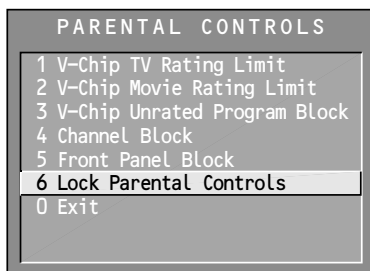 PARENTAL CONTROLS
1 V-Chip TV Rating Limit
2 V-Chip Movie Rating Limit
3 V-Chip Unrated Program Block
4 Channel Block
5 Front Panel Block
6 Lock Parental Controls
0 Exit